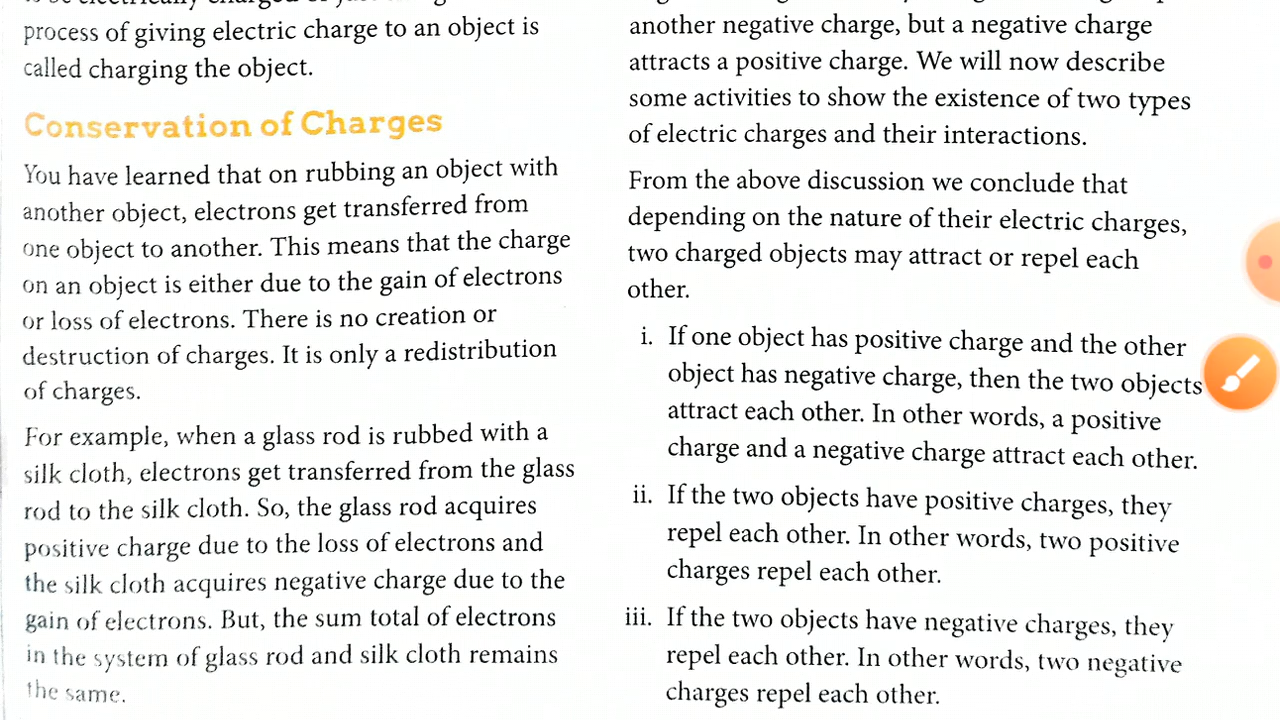 process of giving electric charge to an object is
called charging the object.
Conservation of Charges
You have learned that on rubbing an object with
another object, electrons get transferred from
one object to another. This means that the charge
on an object is either due to the gain of electrons
or loss of electrons. There is no creation or
destruction of charges. It is only a redistribution
of charges.
For example, when a glass rod is rubbed with a
silk cloth, electrons get transferred from the glass
rod to the silk cloth. So, the glass rod acquires
positive charge due to the loss of electrons and
the silk cloth acquires negative charge due to the
gain of electrons. But, the sum total of electrons
in the system of glass rod and silk cloth remains
the same.
another negative charge, but a negative charge
attracts a positive charge. We will now describe
some activities to show the existence of two types
of electric charges and their interactions.
From the above discussion we conclude that
depending on the nature of their electric charges,
two charged objects may attract or repel each
other.
i. If one object has positive charge and the other
object has negative charge, then the two objects
attract each other. In other words, a positive
charge and a negative charge attract each other.
ii. If the two objects have positive charges, they
repel each other. In other words, two positive
charges repel each other.
iii. If the two objects have negative charges, they
repel each other. In other words, two negative
charges repel each other.